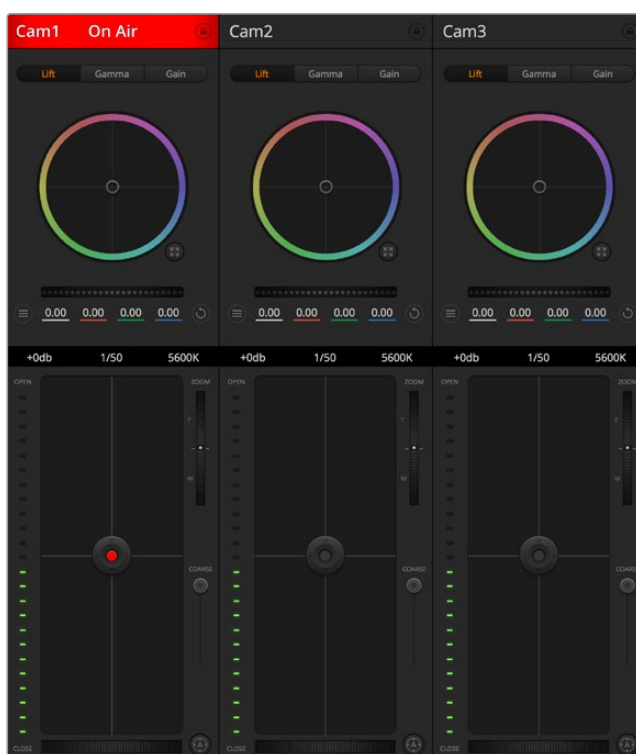 Cam1 On Air Cam2 Cam3
Lift Gamma Gain Lift Gamma Gain Lift Gamma Gain
0.00 0.00 0.00 0.00 0.00 0.00 0.00 0.00 0.00 0.00 0.00 0.00
+0db 1/50 5600K +0db 1/50 5600K +0db 1/50 5600K
OPEN ZOOM OPEN ZOOM OPEN ZOOM
T T T
W W W
COARSE COARSE COARSE
CLOSE A CLOSE A CLOSE A